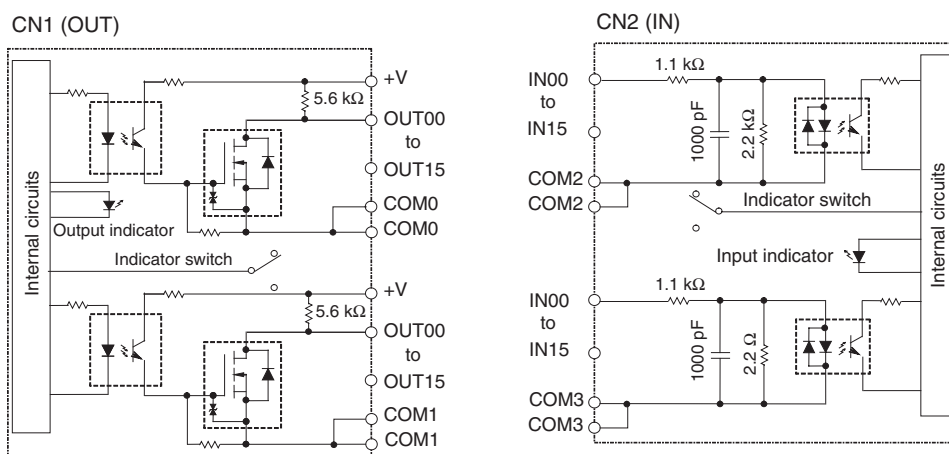 CN1 (OUT)
+V
5.6 kΩ
OUT00
to
OUT15
COM0
COM0
Internal circuits
Output indicator
Indicator switch
+V
5.6 kΩ
OUT00
to
OUT15
COM1
COM1
CN2 (IN)
1.1 kΩ
IN00
to
IN15
1000 pF
2.2 kΩ
COM2
COM2
Indicator switch
Input indicator
Internal circuits
1.1 kΩ
IN00
to
IN15
1000 pF
2.2 Ω
COM3
COM3